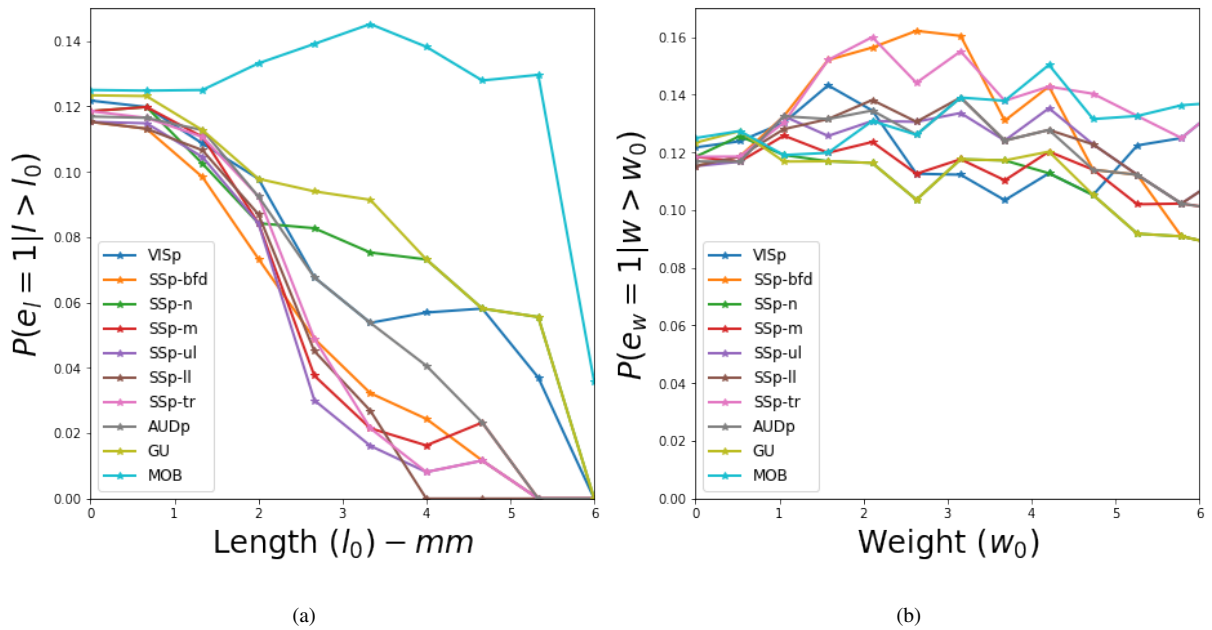 0.14
0.12
0.10
0.08
0.06
0.04
0.02
0.00
P(e_l = 1|l > l_0)
VISp
SSp-bfd
SSp-n
SSp-m
SSp-ul
SSp-ll
SSp-tr
AUDp
GU
MOB
0 1 2 3 4 5 6
Length (l_0) − mm
(a)
0.16
0.14
0.12
0.10
0.08
0.06
0.04
0.02
0.00
P(e_w = 1|w > w_0)
VISp
SSp-bfd
SSp-n
SSp-m
SSp-ul
SSp-ll
SSp-tr
AUDp
GU
MOB
0 1 2 3 4 5 6
Weight (w_0)
(b)